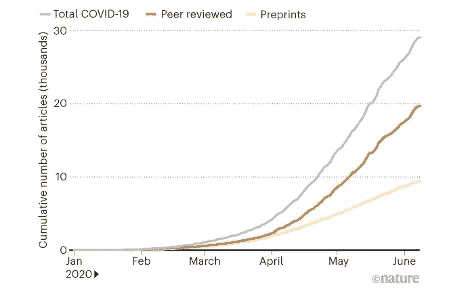 Total COVID-19 Peer reviewed Preprints
Cumulative number of articles (thousands)
30
20
10
0
Jan Feb March April May June
2020
©nature